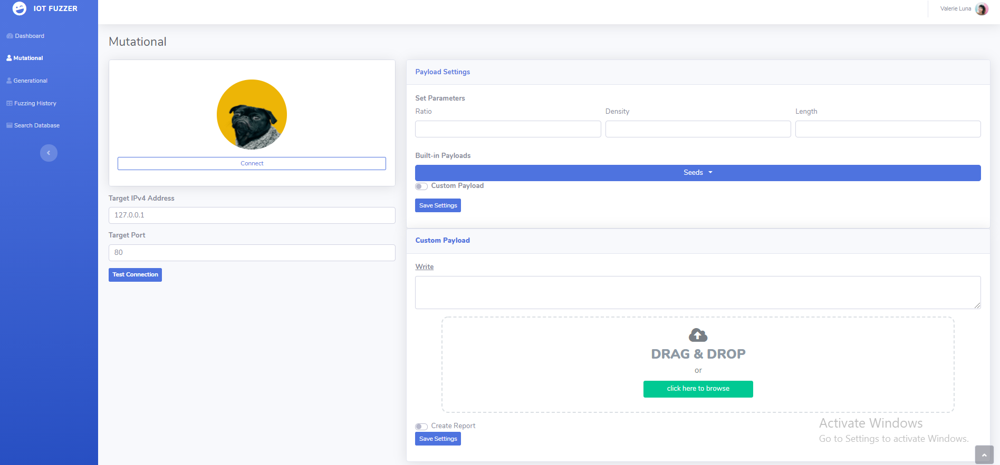 IOT FUZZER
Valerie Luna
Dashboard
Mutational
Generational
Fuzzing History
Search Database
Mutational
Connect
Target IPv4 Address
127.0.0.1
Target Port
80
Test Connection
Payload Settings
Set Parameters
Ratio Density Length
Built-in Payloads
Seeds
Custom Payload
Save Settings
Custom Payload
Write
DRAG & DROP
or
click here to browse
Create Report
Save Settings
Activate Windows
Go to Settings to activate Windows.